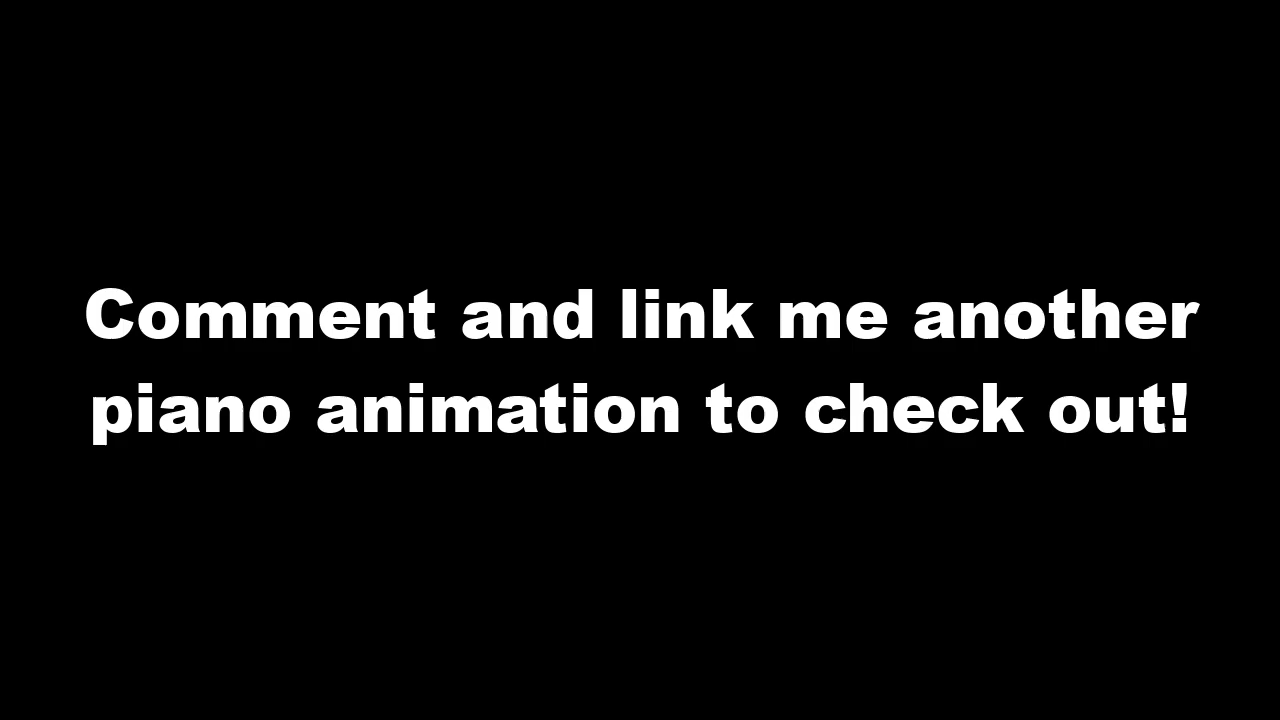 Comment and link me another
piano animation to check out!